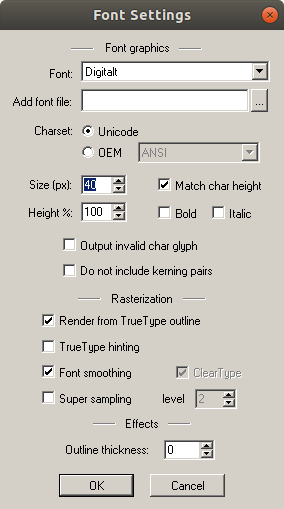 Font Settings
Font graphics
Font: Digitalt
Add font file: ...
Charset: Unicode
OEM ANSI
Size (px): 40 Match char height
Height %: 100 Bold Italic
Output invalid char glyph
Do not include kerning pairs
Rasterization
Render from TrueType outline
TrueType hinting
Font smoothing ClearType
Super sampling level 2
Effects
Outline thickness: 0
OK Cancel